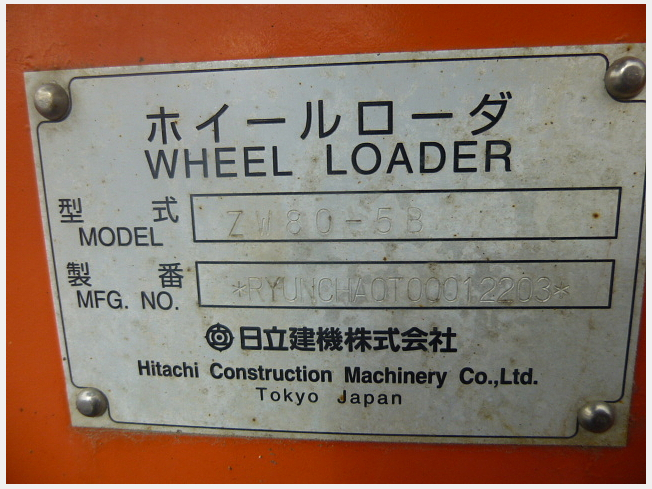 ホイールローダ
WHEEL LOADER
型式 ZW80-5B
MODEL
製番 *RYUNCHA0T00012203*
MFG. NO.
日立建機株式会社
Hitachi Construction Machinery Co.,Ltd.
Tokyo Japan